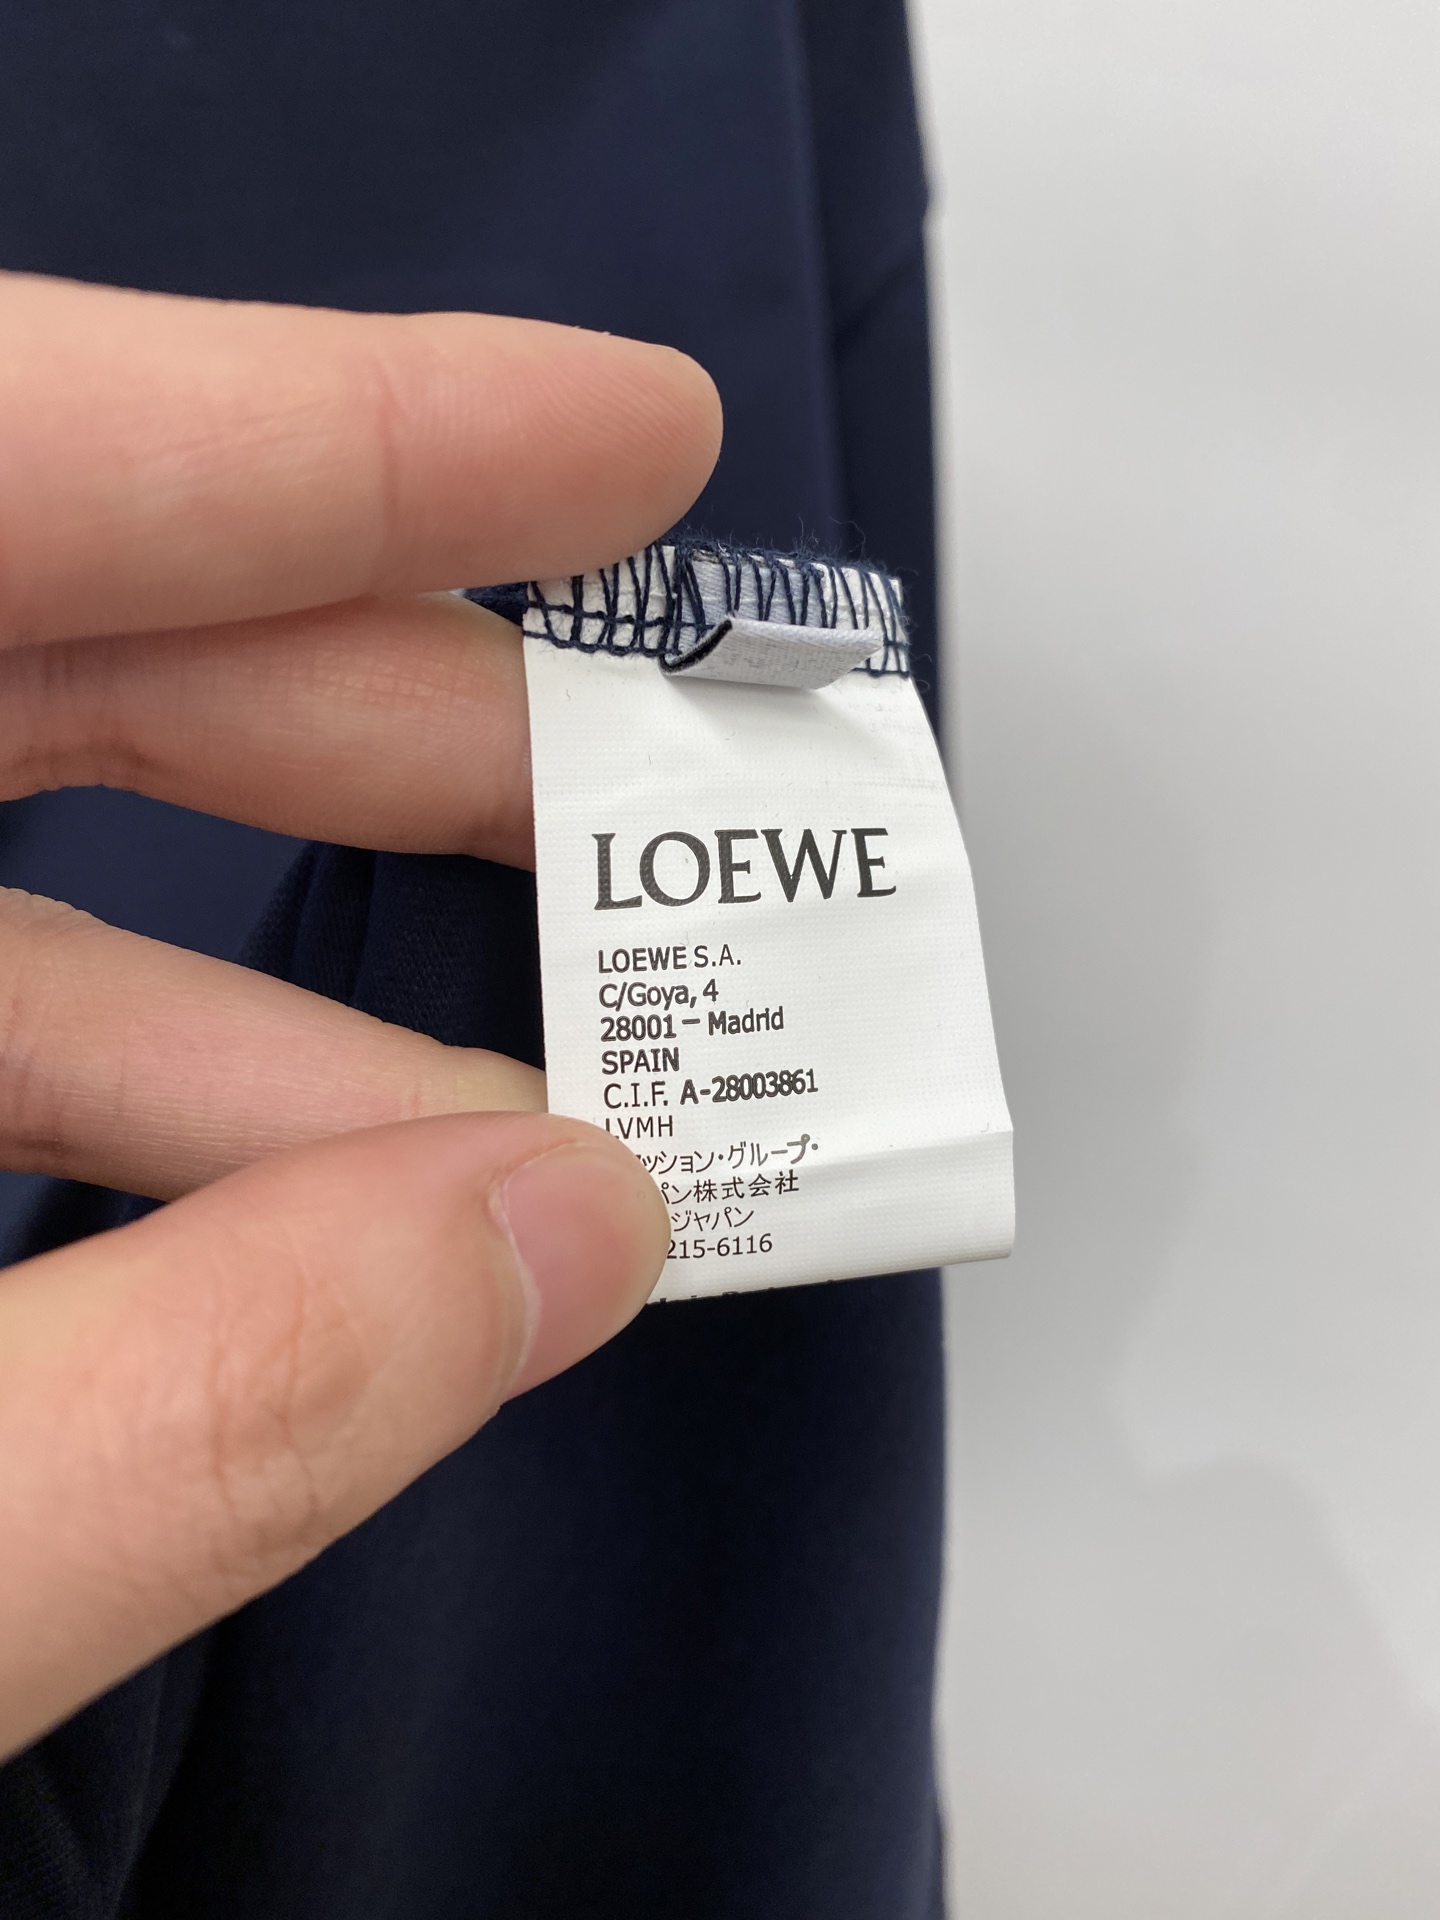 LOEWE
LOEWE S.A.
C/Goya, 4
28001 – Madrid
SPAIN
C.I.F. A-28003861
LVMH
ッション・グループ・
パン株式会社
ジャパン
215-6116